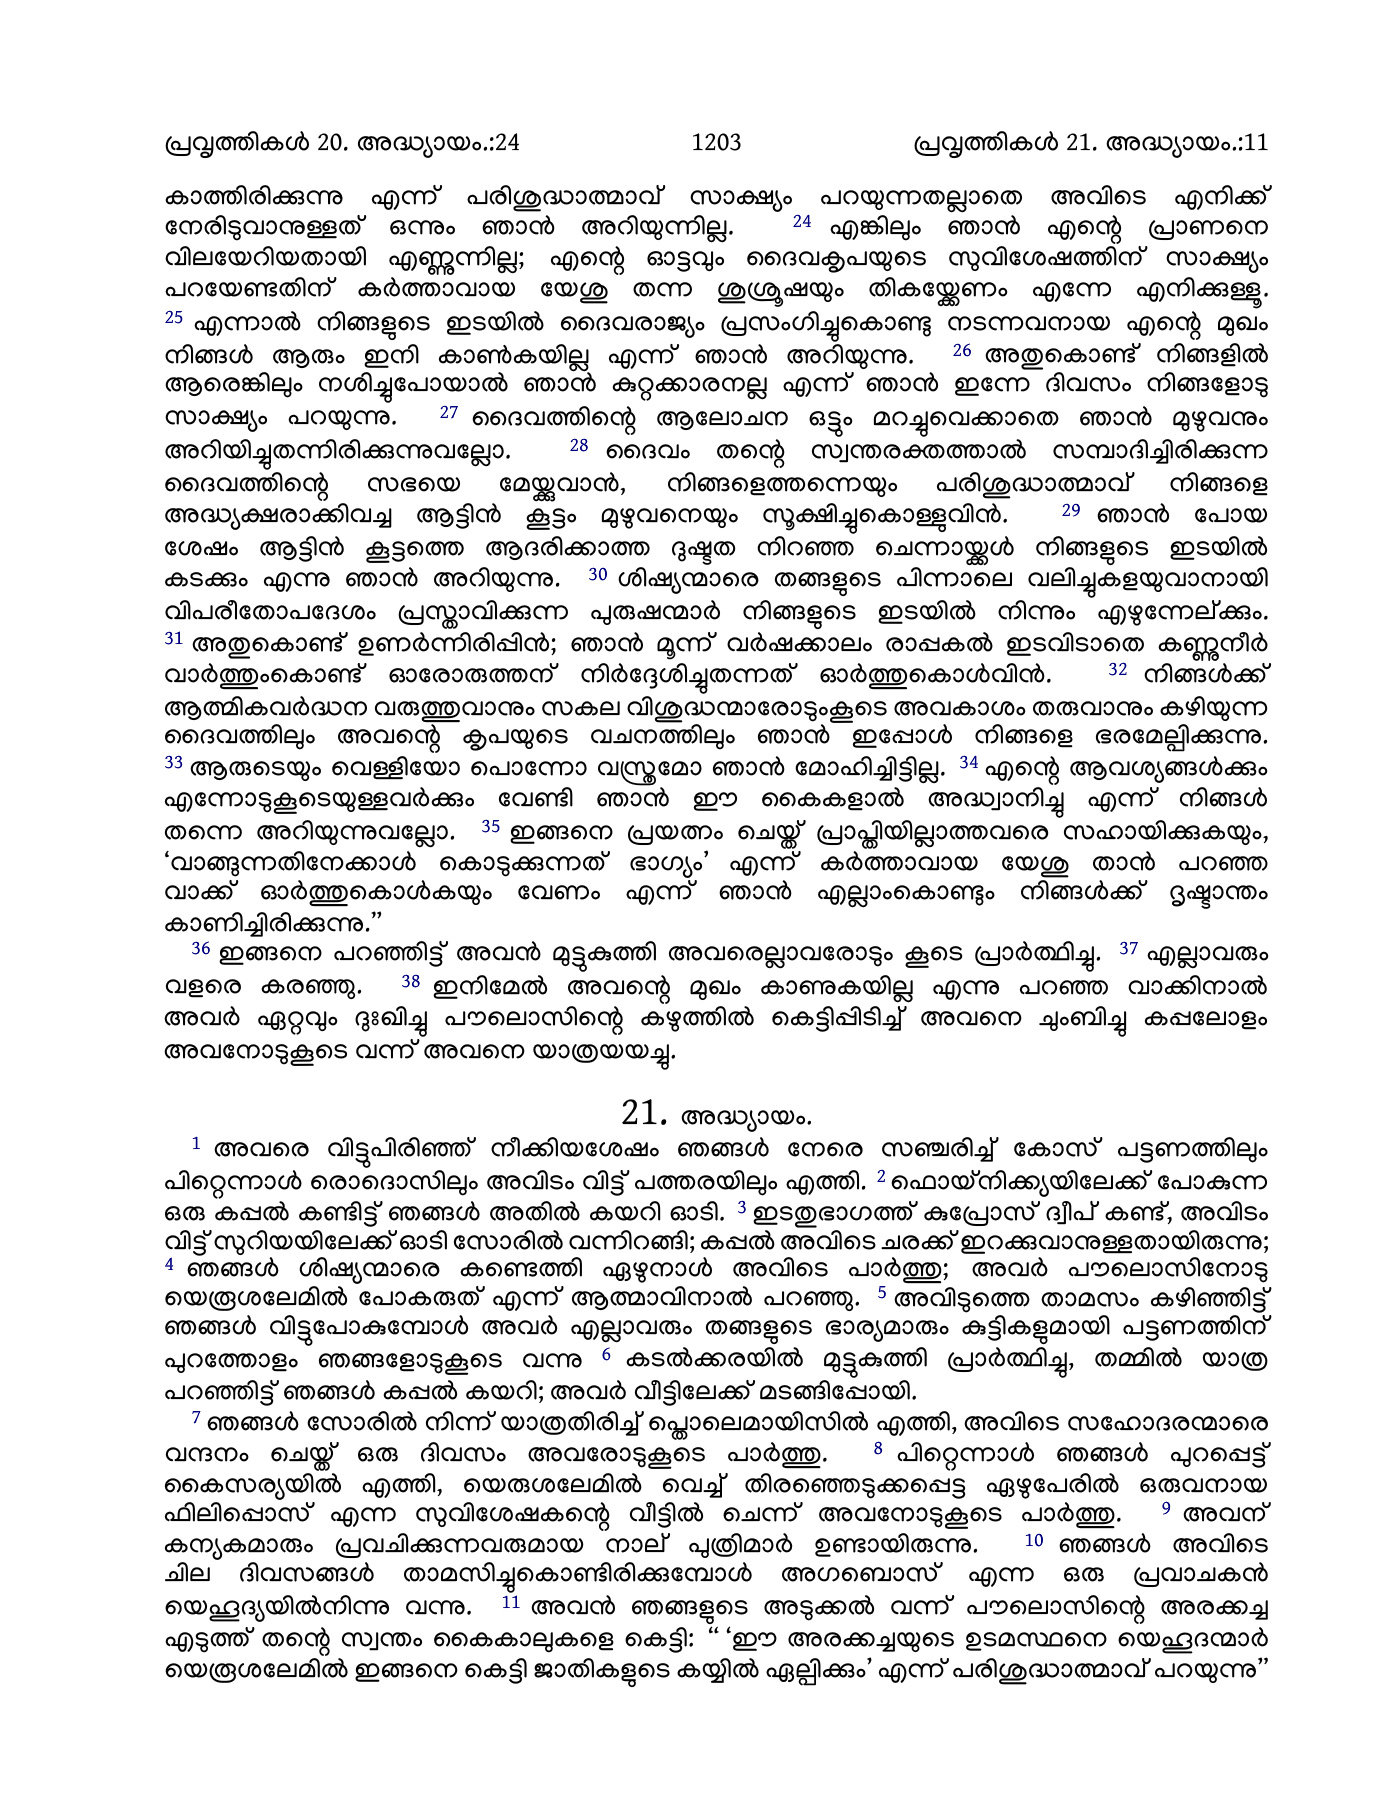 പ്രവൃത്തികൾ 20. അദ്ധ്യായം.:24 1203 പ്രവൃത്തികൾ 21. അദ്ധ്യായം.:11
കാത്തിരിക്കുന്നു എന്ന് പരിശുദ്ധാത്മാവ് സാക്ഷ്യം പറയുന്നതല്ലാതെ അവിടെ എനിക്ക്
നേരിടുവാനുള്ളത് ഒന്നും ഞാൻ അറിയുന്നില്ല. 24 എങ്കിലും ഞാൻ എന്റെ പ്രാണനെ
വിലയേറിയതായി എണ്ണുന്നില്ല; എന്റെ ഓട്ടവും ദൈവകൃപയുടെ സുവിശേഷത്തിന് സാക്ഷ്യം
പറയേണ്ടതിന് കർത്താവായ യേശു തന്ന ശുശ്രൂഷയും തികയ്ക്കേണം എന്നേ എനിക്കുള്ളൂ.
25 എന്നാൽ നിങ്ങളുടെ ഇടയിൽ ദൈവരാജ്യം പ്രസംഗിച്ചുകൊണ്ടു നടന്നവനായ എന്റെ മുഖം
നിങ്ങൾ ആരും ഇനി കാൺകയില്ല എന്ന് ഞാൻ അറിയുന്നു. 26 അതുകൊണ്ട് നിങ്ങളിൽ
ആരെങ്കിലും നശിച്ചുപോയാൽ ഞാൻ കുറ്റക്കാരനല്ല എന്ന് ഞാൻ ഇന്നേ ദിവസം നിങ്ങളോടു
സാക്ഷ്യം പറയുന്നു. 27 ദൈവത്തിന്റെ ആലോചന ഒട്ടും മറച്ചുവെക്കാതെ ഞാൻ മുഴുവനും
അറിയിച്ചുതന്നിരിക്കുന്നുവല്ലോ. 28 ദൈവം തന്റെ സ്വന്തരക്തത്താൽ സമ്പാദിച്ചിരിക്കുന്ന
ദൈവത്തിന്റെ സഭയെ മേയ്ക്കുവാൻ, നിങ്ങളെത്തന്നെയും പരിശുദ്ധാത്മാവ് നിങ്ങളെ
അദ്ധ്യക്ഷരാക്കിവച്ച ആട്ടിൻ കൂട്ടം മുഴുവനെയും സൂക്ഷിച്ചുകൊള്ളുവിൻ. 29 ഞാൻ പോയ
ശേഷം ആട്ടിൻ കൂട്ടത്തെ ആദരിക്കാത്ത ദുഷ്ടത നിറഞ്ഞ ചെന്നായ്ക്കൾ നിങ്ങളുടെ ഇടയിൽ
കടക്കും എന്നു ഞാൻ അറിയുന്നു. 30 ശിഷ്യന്മാരെ തങ്ങളുടെ പിന്നാലെ വലിച്ചുകളയുവാനായി
വിപരീതോപദേശം പ്രസ്താവിക്കുന്ന പുരുഷന്മാർ നിങ്ങളുടെ ഇടയിൽ നിന്നും എഴുന്നേല്ക്കും.
31 അതുകൊണ്ട് ഉണർന്നിരിപ്പിൻ; ഞാൻ മൂന്ന് വർഷക്കാലം രാപ്പകൽ ഇടവിടാതെ കണ്ണുനീർ
വാർത്തുംകൊണ്ട് ഓരോരുത്തന് നിർദ്ദേശിച്ചുതന്നത് ഓർത്തുകൊൾവിൻ. 32 നിങ്ങൾക്ക്
ആത്മികവർദ്ധന വരുത്തുവാനും സകല വിശുദ്ധന്മാരോടുംകൂടെ അവകാശം തരുവാനും കഴിയുന്ന
ദൈവത്തിലും അവന്റെ കൃപയുടെ വചനത്തിലും ഞാൻ ഇപ്പോൾ നിങ്ങളെ ഭരമേല്പിക്കുന്നു.
33 ആരുടെയും വെള്ളിയോ പൊന്നോ വസ്ത്രമോ ഞാൻ മോഹിച്ചിട്ടില്ല. 34 എന്റെ ആവശ്യങ്ങൾക്കും
എന്നോടുകൂടെയുള്ളവർക്കും വേണ്ടി ഞാൻ ഈ കൈകളാൽ അദ്ധ്വാനിച്ചു എന്ന് നിങ്ങൾ
തന്നെ അറിയുന്നുവല്ലോ. 35 ഇങ്ങനെ പ്രയത്നം ചെയ്ത് പ്രാപ്തിയില്ലാത്തവരെ സഹായിക്കുകയും,
‘വാങ്ങുന്നതിനേക്കാൾ കൊടുക്കുന്നത് ഭാഗ്യം’ എന്ന് കർത്താവായ യേശു താൻ പറഞ്ഞ
വാക്ക് ഓർത്തുകൊൾകയും വേണം എന്ന് ഞാൻ എല്ലാംകൊണ്ടും നിങ്ങൾക്ക് ദൃഷ്ടാന്തം
കാണിച്ചിരിക്കുന്നു.”
36 ഇങ്ങനെ പറഞ്ഞിട്ട് അവൻ മുട്ടുകുത്തി അവരെല്ലാവരോടും കൂടെ പ്രാർത്ഥിച്ചു. 37 എല്ലാവരും
വളരെ കരഞ്ഞു. 38 ഇനിമേൽ അവന്റെ മുഖം കാണുകയില്ല എന്നു പറഞ്ഞ വാക്കിനാൽ
അവർ ഏറ്റവും ദുഃഖിച്ചു പൗലൊസിന്റെ കഴുത്തിൽ കെട്ടിപ്പിടിച്ച് അവനെ ചുംബിച്ചു കപ്പലോളം
അവനോടുകൂടെ വന്ന് അവനെ യാത്രയയച്ചു.
21. അദ്ധ്യായം.
1 അവരെ വിട്ടുപിരിഞ്ഞ് നീക്കിയശേഷം ഞങ്ങൾ നേരെ സഞ്ചരിച്ച് കോസ് പട്ടണത്തിലും
പിറ്റെന്നാൾ രൊദൊസിലും അവിടം വിട്ട് പത്തരയിലും എത്തി. 2 ഫൊയ്നിക്ക്യയിലേക്ക് പോകുന്ന
ഒരു കപ്പൽ കണ്ടിട്ട് ഞങ്ങൾ അതിൽ കയറി ഓടി. 3 ഇടതുഭാഗത്ത് കുപ്രോസ് ദ്വീപ് കണ്ട്, അവിടം
വിട്ട് സുറിയയിലേക്ക് ഓടി സോരിൽ വന്നിറങ്ങി; കപ്പൽ അവിടെ ചരക്ക് ഇറക്കുവാനുള്ളതായിരുന്നു;
4 ഞങ്ങൾ ശിഷ്യന്മാരെ കണ്ടെത്തി ഏഴുനാൾ അവിടെ പാർത്തു; അവർ പൗലൊസിനോടു
യെരൂശലേമിൽ പോകരുത് എന്ന് ആത്മാവിനാൽ പറഞ്ഞു. 5 അവിടുത്തെ താമസം കഴിഞ്ഞിട്ട്
ഞങ്ങൾ വിട്ടുപോകുമ്പോൾ അവർ എല്ലാവരും തങ്ങളുടെ ഭാര്യമാരും കുട്ടികളുമായി പട്ടണത്തിന്
പുറത്തോളം ഞങ്ങളോടുകൂടെ വന്നു 6 കടൽക്കരയിൽ മുട്ടുകുത്തി പ്രാർത്ഥിച്ചു, തമ്മിൽ യാത്ര
പറഞ്ഞിട്ട് ഞങ്ങൾ കപ്പൽ കയറി; അവർ വീട്ടിലേക്ക് മടങ്ങിപ്പോയി.
7 ഞങ്ങൾ സോരിൽ നിന്ന് യാത്രതിരിച്ച് പ്തൊലെമായിസിൽ എത്തി, അവിടെ സഹോദരന്മാരെ
വന്ദനം ചെയ്ത് ഒരു ദിവസം അവരോടുകൂടെ പാർത്തു. 8 പിറ്റെന്നാൾ ഞങ്ങൾ പുറപ്പെട്ട്
കൈസര്യയിൽ എത്തി, യെരുശലേമിൽ വെച്ച് തിരഞ്ഞെടുക്കപ്പെട്ട ഏഴുപേരിൽ ഒരുവനായ
ഫിലിപ്പൊസ് എന്ന സുവിശേഷകന്റെ വീട്ടിൽ ചെന്ന് അവനോടുകൂടെ പാർത്തു. 9 അവന്
കന്യകമാരും പ്രവചിക്കുന്നവരുമായ നാല് പുത്രിമാർ ഉണ്ടായിരുന്നു. 10 ഞങ്ങൾ അവിടെ
ചില ദിവസങ്ങൾ താമസിച്ചുകൊണ്ടിരിക്കുമ്പോൾ അഗബൊസ് എന്ന ഒരു പ്രവാചകൻ
യെഹൂദ്യയിൽനിന്നു വന്നു. 11 അവൻ ഞങ്ങളുടെ അടുക്കൽ വന്ന് പൗലൊസിന്റെ അരക്കച്ച
എടുത്ത് തന്റെ സ്വന്തം കൈകാലുകളെ കെട്ടി: “ ‘ഈ അരക്കച്ചയുടെ ഉടമസ്ഥനെ യെഹൂദന്മാർ
യെരൂശലേമിൽ ഇങ്ങനെ കെട്ടി ജാതികളുടെ കയ്യിൽ ഏല്പിക്കും’ എന്ന് പരിശുദ്ധാത്മാവ് പറയുന്നു”